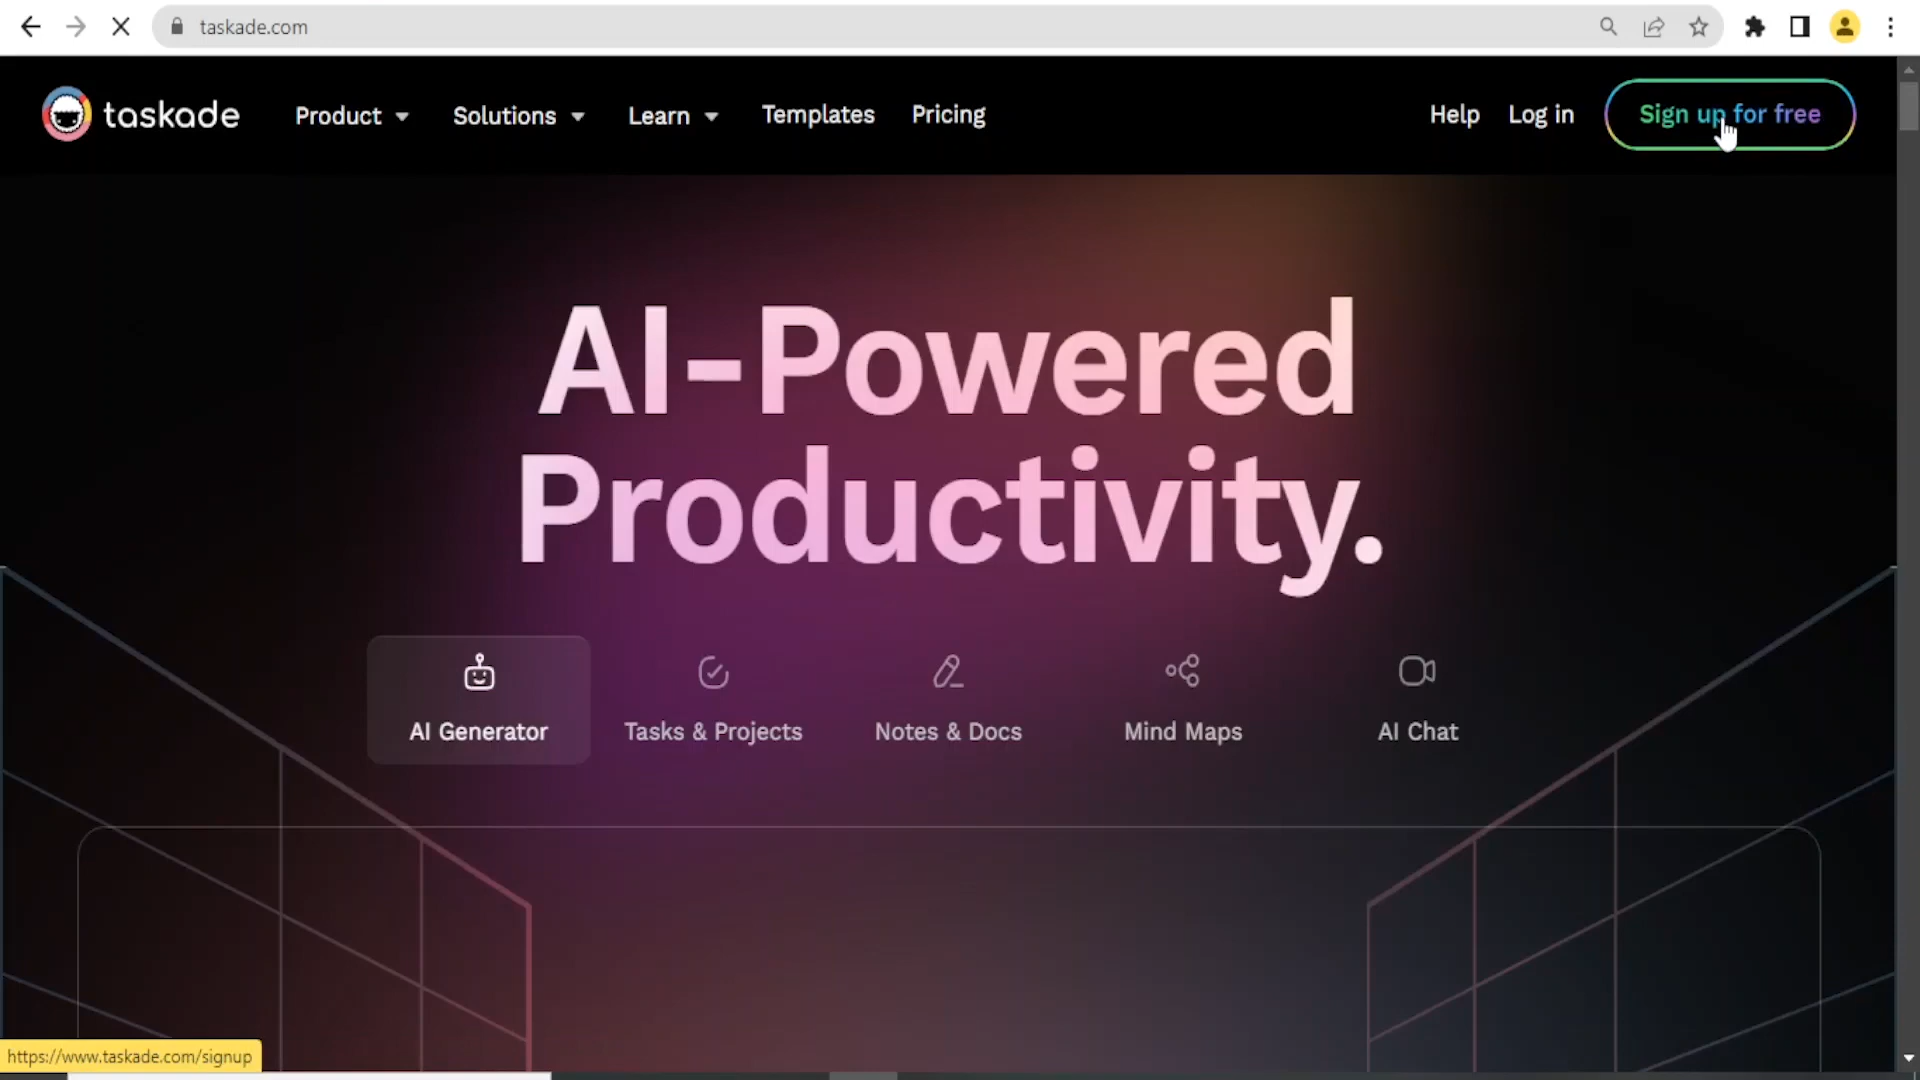 taskade.com
taskade
Product
Solutions
Learn
Templates
Pricing
Help
Log in
Sign up for free
AI-Powered
Productivity.
AI Generator
Tasks & Projects
Notes & Docs
Mind Maps
AI Chat
https://www.taskade.com/signup